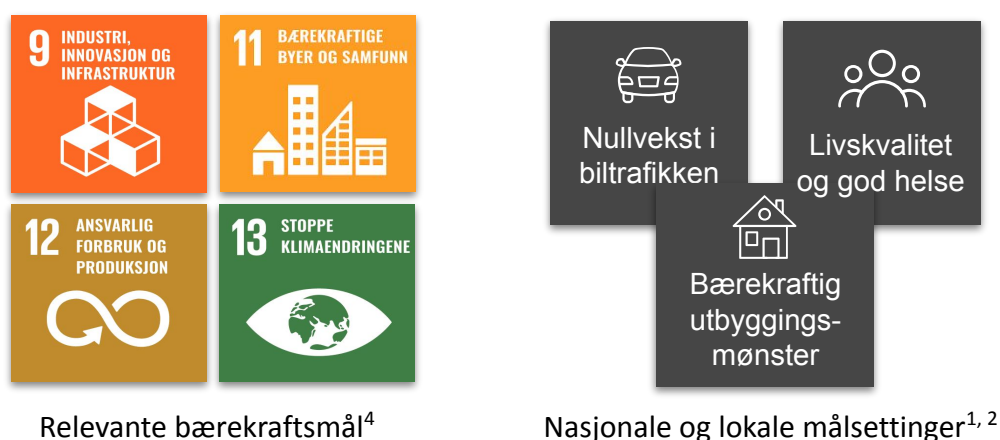 9 INDUSTRI,
INNOVASJON OG
INFRASTRUKTUR
11 BÆREKRAFTIGE
BYER OG SAMFUNN
12 ANSVARLIG
FORBRUK OG
PRODUKSJON
13 STOPPE
KLIMAENDRINGENE
Relevante bærekraftsmål⁴
Nullvekst i
biltrafikken
Livskvalitet
og god helse
Bærekraftig
utbyggings-
mønster
Nasjonale og lokale målsettinger¹, ²